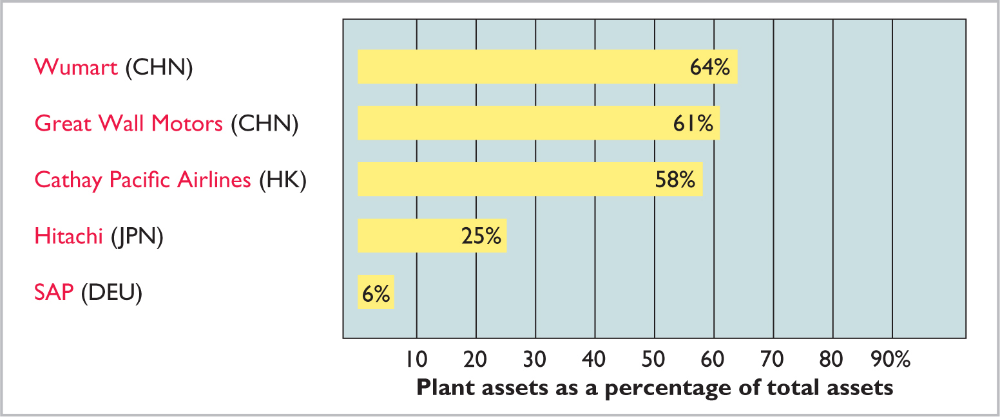 Wumart (CHN) 64%
Great Wall Motors (CHN) 61%
Cathay Pacific Airlines (HK) 58%
Hitachi (JPN) 25%
SAP (DEU) 6%
10 20 30 40 50 60 70 80 90%
Plant assets as a percentage of total assets